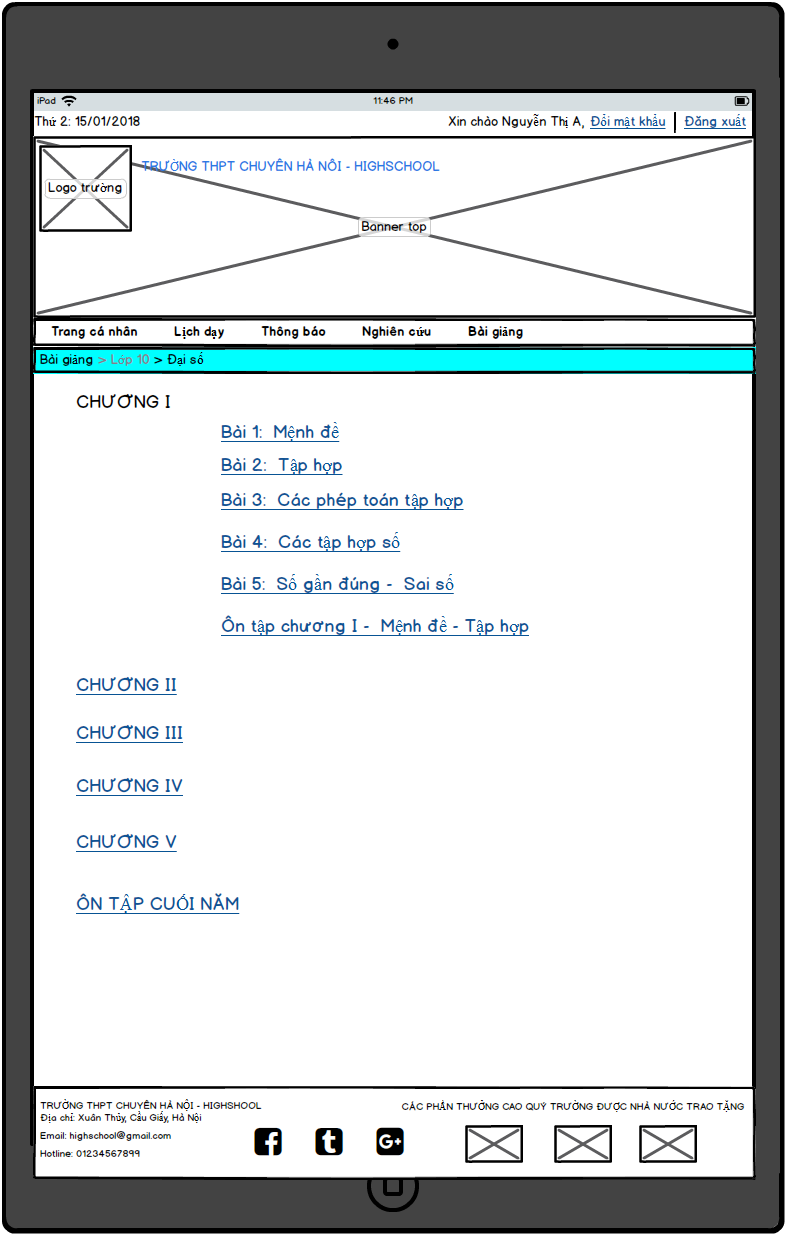 iPad 11:46 PM
Thứ 2: 15/01/2018 Xin chào Nguyễn Thị A, Đổi mật khẩu Đăng xuất
TRƯỜNG THPT CHUYÊN HÀ NÔI - HIGHSCHOOL
Logo trường
Banner top
Trang cá nhân Lịch dạy Thông báo Nghiên cứu Bài giảng
Bài giảng > Lớp 10 > Đại số
CHƯƠNG I
Bài 1: Mệnh đề
Bài 2: Tập hợp
Bài 3: Các phép toán tập hợp
Bài 4: Các tập hợp số
Bài 5: Số gần đúng - Sai số
Ôn tập chương I - Mệnh đề - Tập hợp
CHƯƠNG II
CHƯƠNG III
CHƯƠNG IV
CHƯƠNG V
ÔN TẬP CUỐI NĂM
TRƯỜNG THPT CHUYÊN HÀ NỘI - HIGHSHOOL
Địa chỉ: Xuân Thủy, Cầu Giấy, Hà Nội
Email: highschool@gmail.com
Hotline: 01234567899
CÁC PHẦN THƯỞNG CAO QUÝ TRƯỜNG ĐƯỢC NHÀ NƯỚC TRAO TẶNG
f t G+